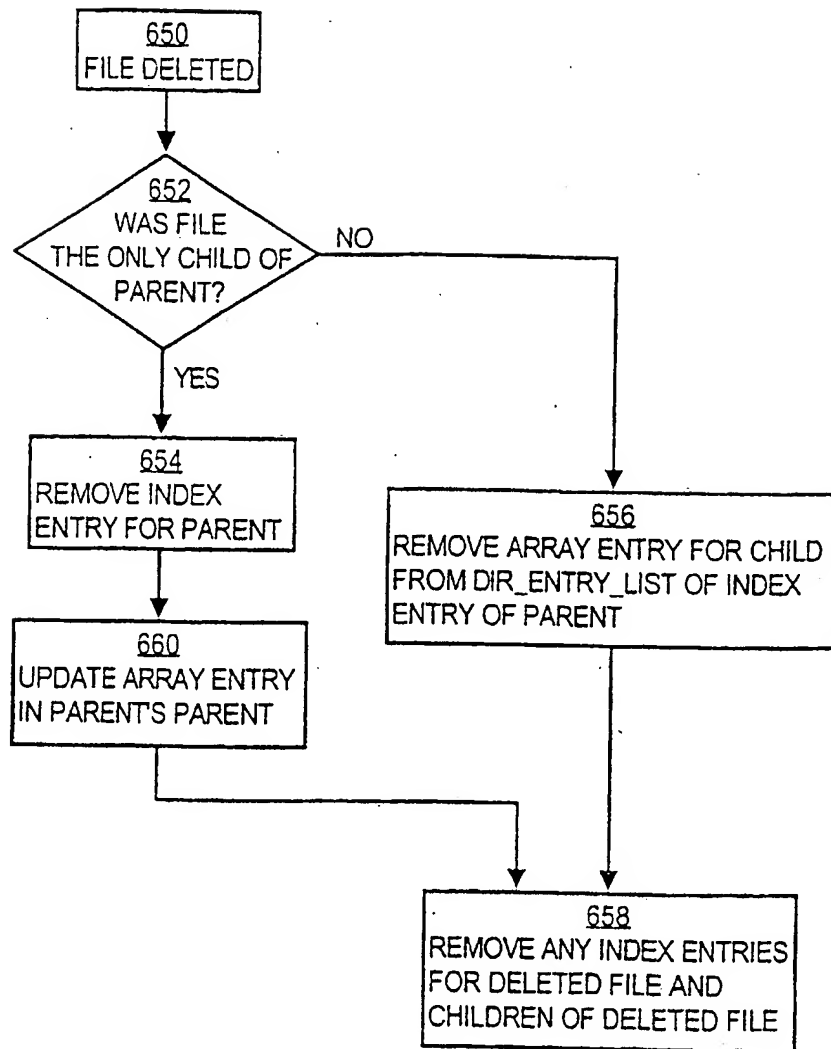 650
FILE DELETED
652
WAS FILE
THE ONLY CHILD OF
PARENT?
NO
YES
654
REMOVE INDEX
ENTRY FOR PARENT
656
REMOVE ARRAY ENTRY FOR CHILD
FROM DIR_ENTRY_LIST OF INDEX
ENTRY OF PARENT
660
UPDATE ARRAY ENTRY
IN PARENT'S PARENT
658
REMOVE ANY INDEX ENTRIES
FOR DELETED FILE AND
CHILDREN OF DELETED FILE